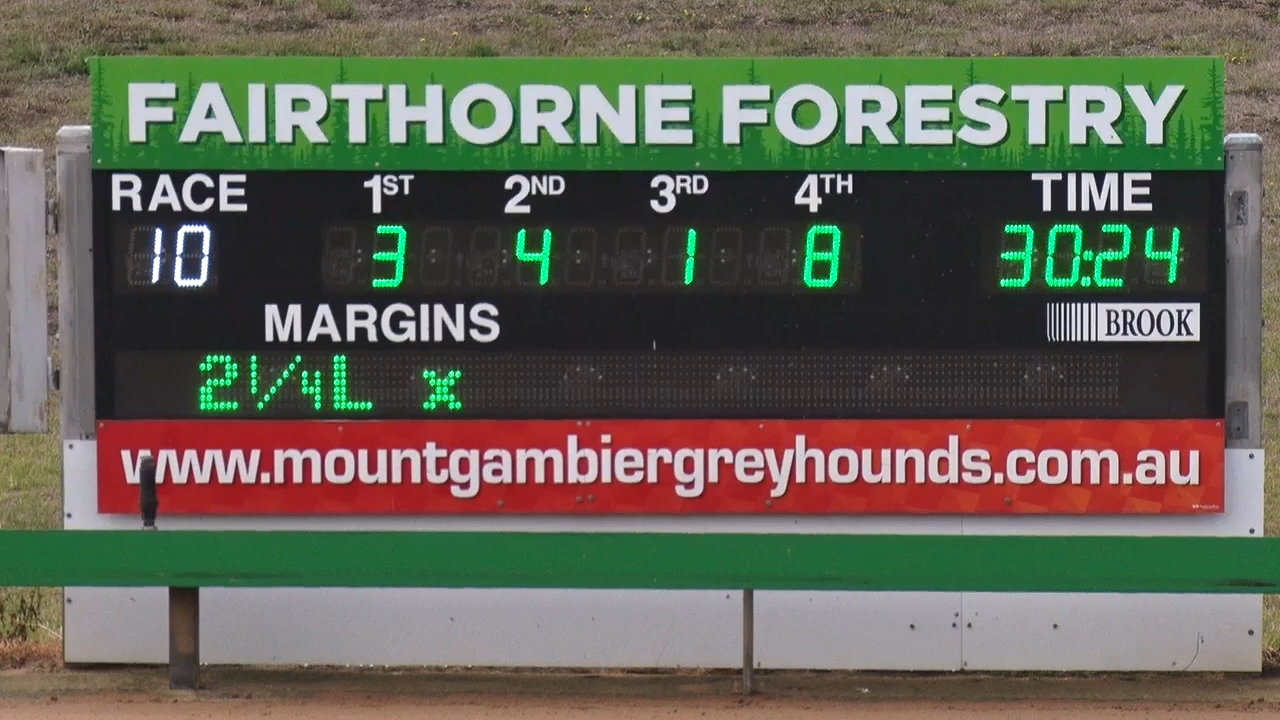 FAIRTHORNE FORESTRY
RACE 1ST 2ND 3RD 4TH TIME
10 3 4 1 8 30:24
MARGINS
BROOK
2¼L x
www.mountgambiergreyhounds.com.au